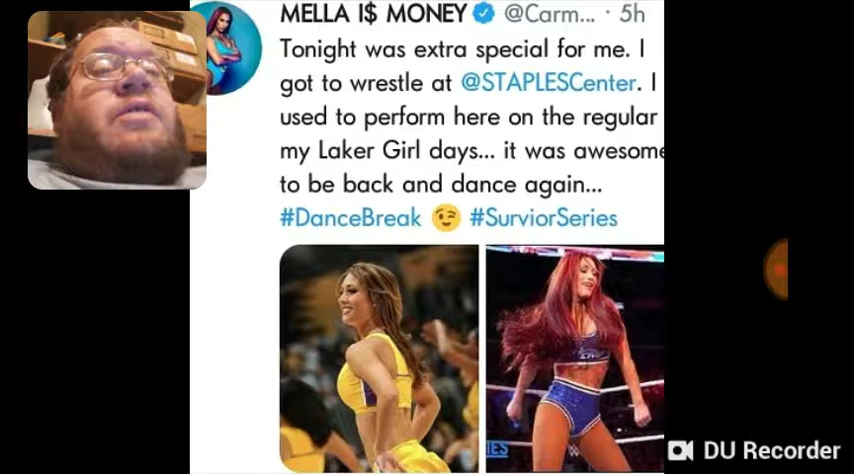 MELLA I$ MONEY @Carm... · 5h
Tonight was extra special for me. I
got to wrestle at @STAPLESCenter. I
used to perform here on the regular
my Laker Girl days... it was awesome
to be back and dance again...
#DanceBreak 😉 #SurviorSeries
IES
DU Recorder